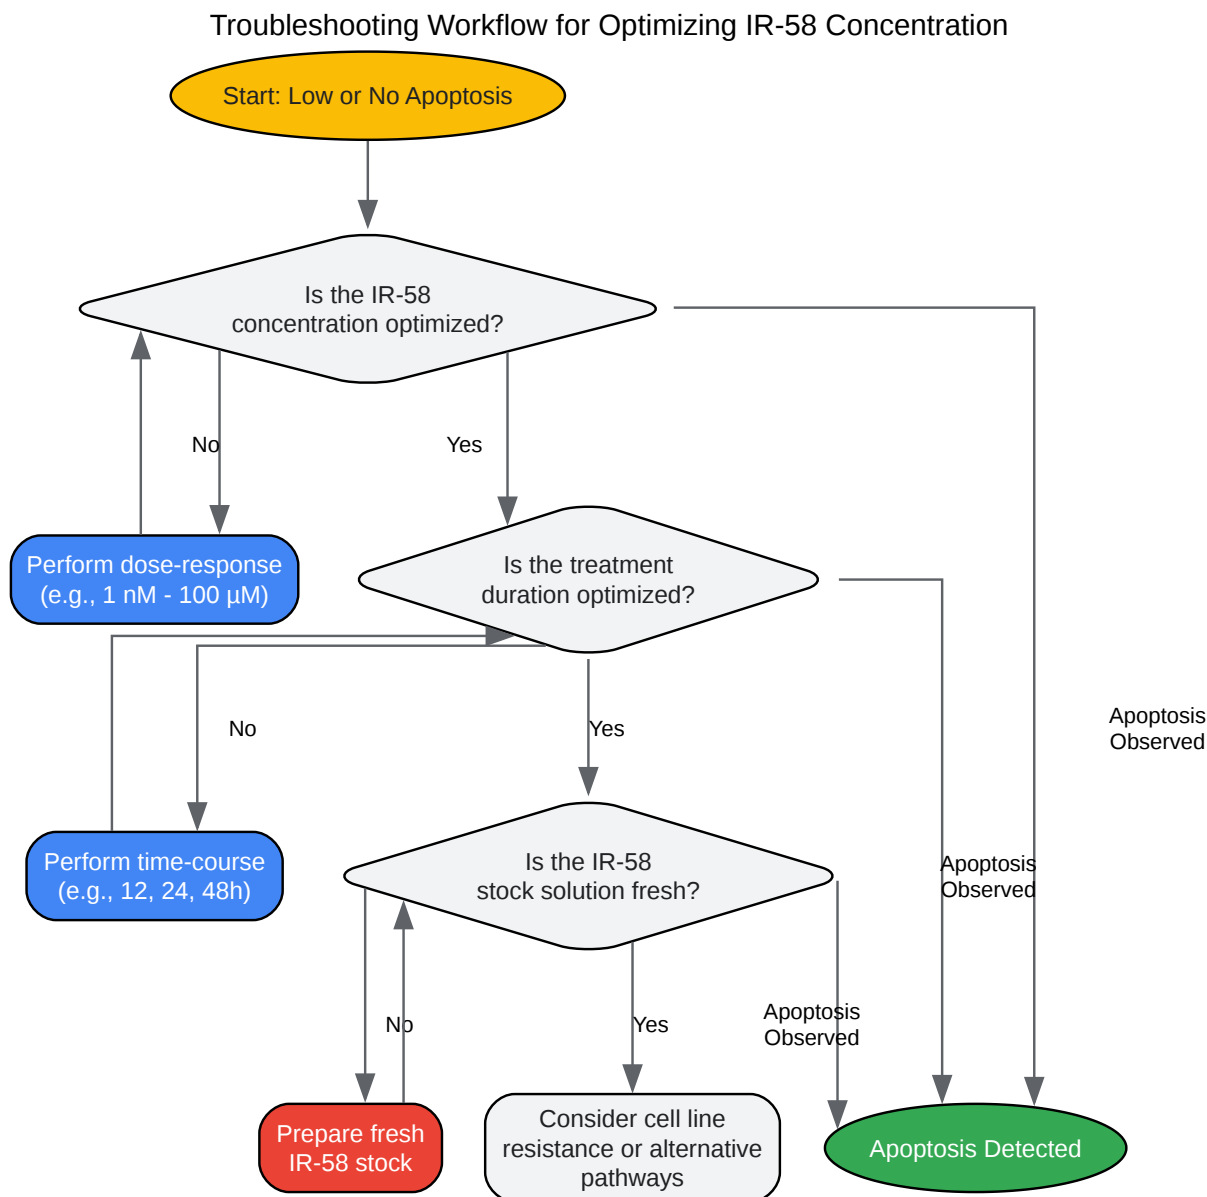 Troubleshooting Workflow for Optimizing IR-58 Concentration
Start: Low or No Apoptosis
Is the IR-58
concentration optimized?
No
Yes
Perform dose-response
(e.g., 1 nM - 100 µM)
Is the treatment
duration optimized?
No
Yes
Apoptosis
Observed
Perform time-course
(e.g., 12, 24, 48h)
Is the IR-58
stock solution fresh?
Apoptosis
Observed
No
Yes
Apoptosis
Observed
Prepare fresh
IR-58 stock
Consider cell line
resistance or alternative
pathways
Apoptosis Detected